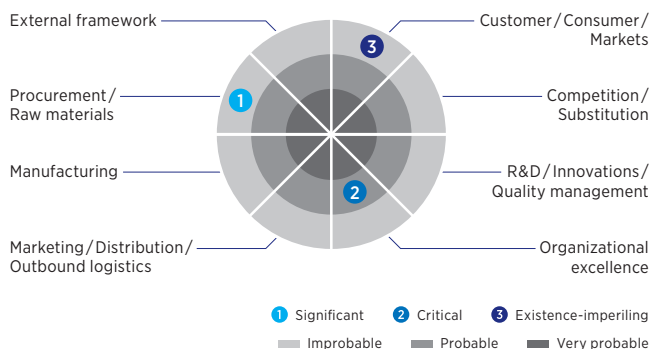 External framework
Customer / Consumer /
Markets
3
Procurement /
Raw materials
1
Competition /
Substitution
Manufacturing
R&D / Innovations /
Quality management
2
Marketing / Distribution /
Outbound logistics
Organizational
excellence
1 Significant 2 Critical 3 Existence-imperiling
Improbable Probable Very probable